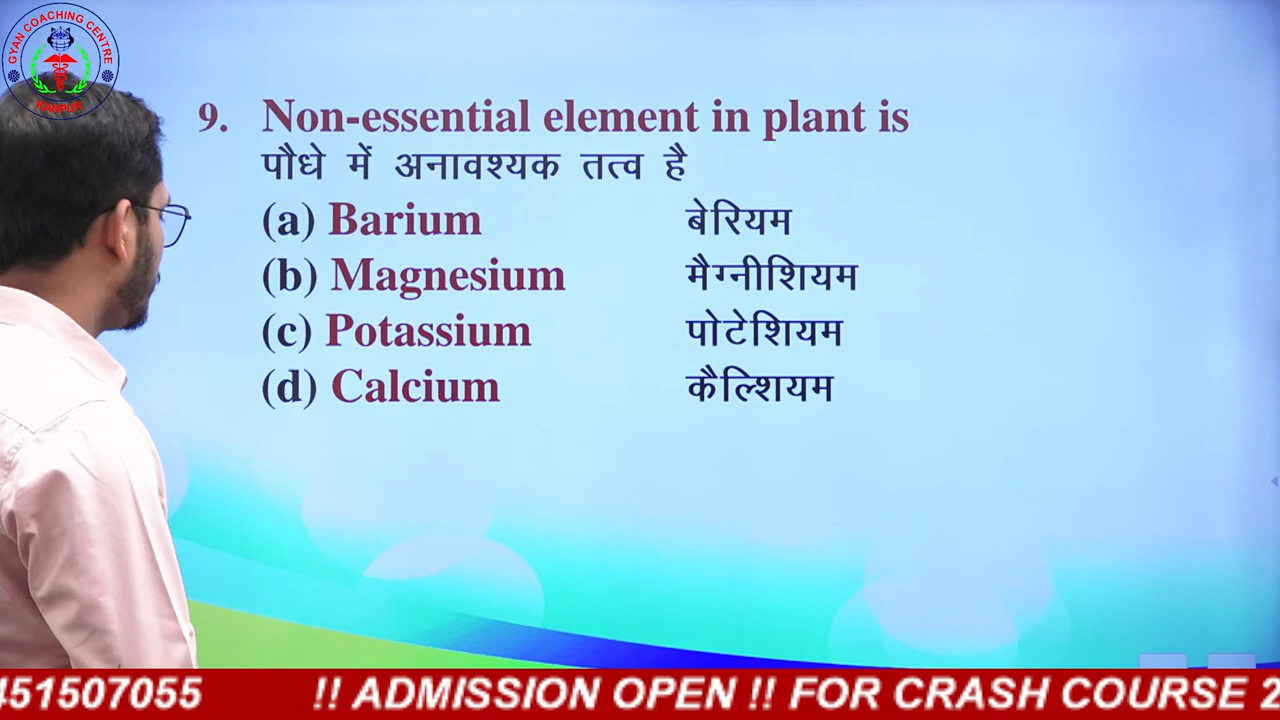 GYAN COACHING CENTRE
KANPUR
9. Non-essential element in plant is
पौधे में अनावश्यक तत्व है
(a) Barium बेरियम
(b) Magnesium मैग्नीशियम
(c) Potassium पोटेशियम
(d) Calcium कैल्शियम
451507055 !! ADMISSION OPEN !! FOR CRASH COURSE 2